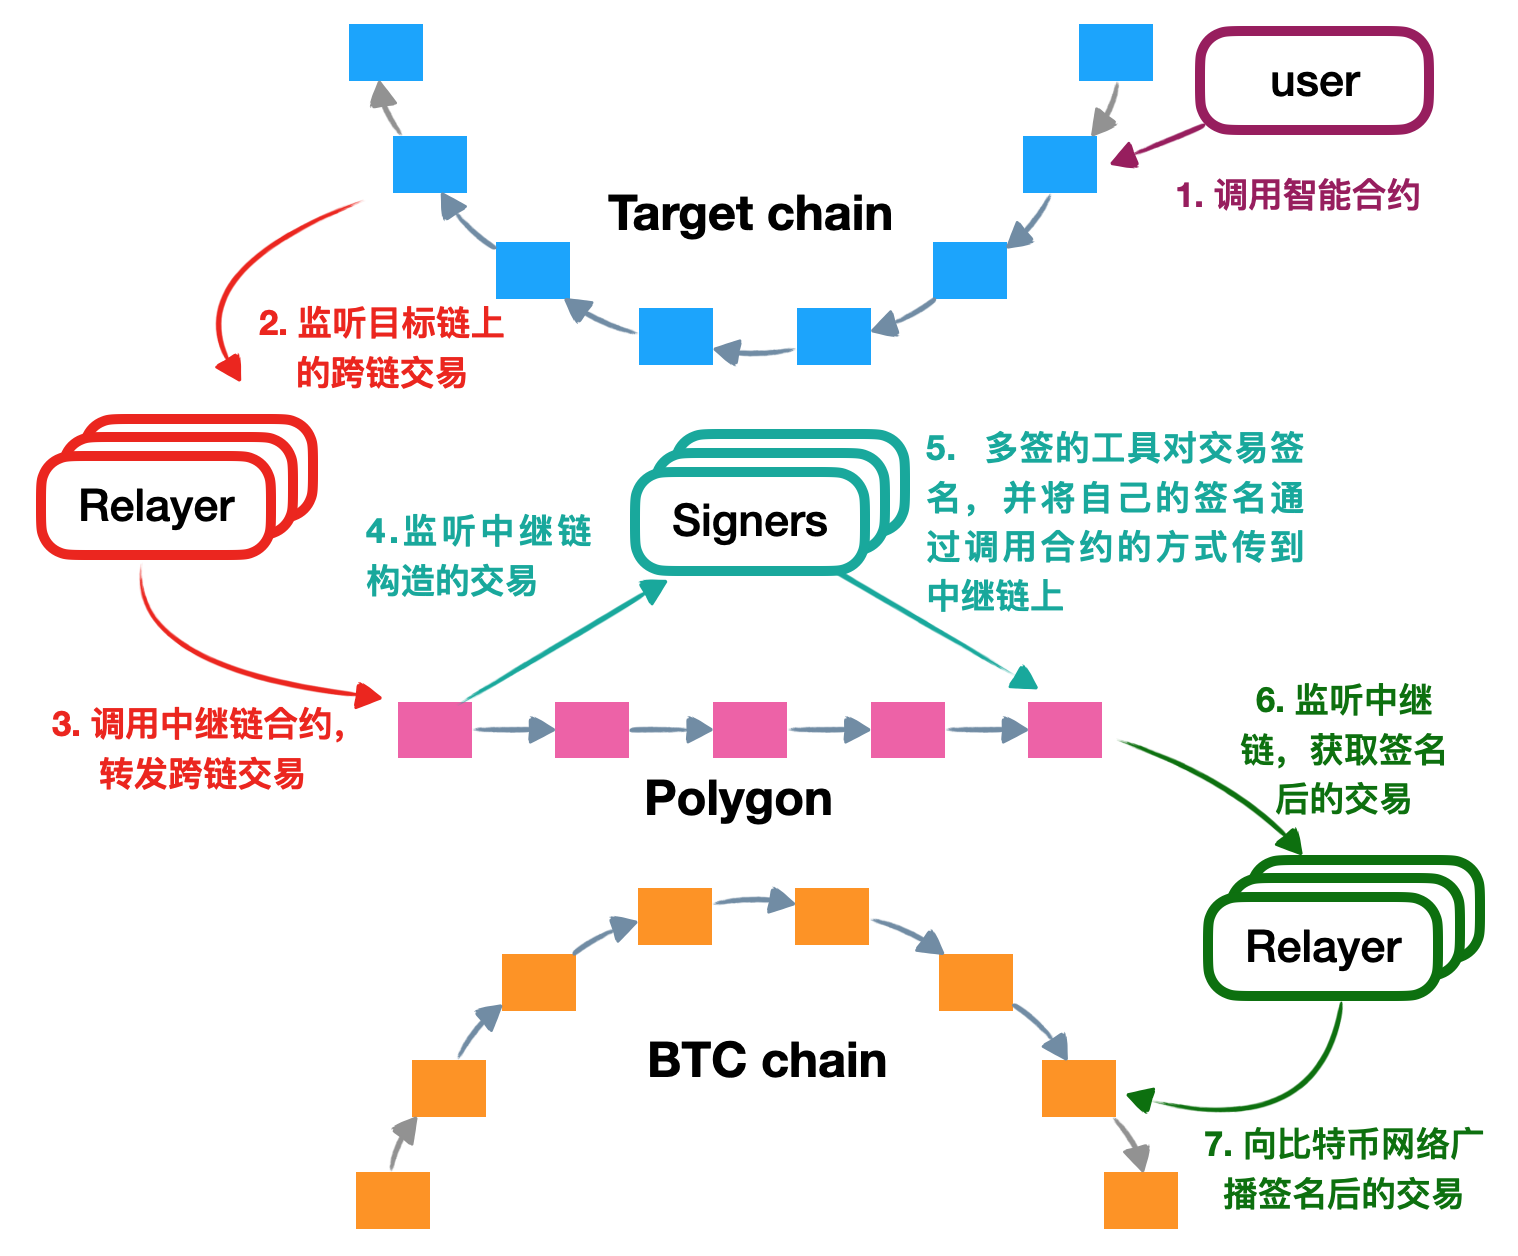 user
1. 调用智能合约
Target chain
2. 监听目标链上
的跨链交易
Relayer
4.监听中继链
构造的交易
Signers
5. 多签的工具对交易签
名，并将自己的签名通
过调用合约的方式传到
中继链上
3. 调用中继链合约，
转发跨链交易
Polygon
6. 监听中继
链，获取签名
后的交易
Relayer
BTC chain
7. 向比特币网络广
播签名后的交易